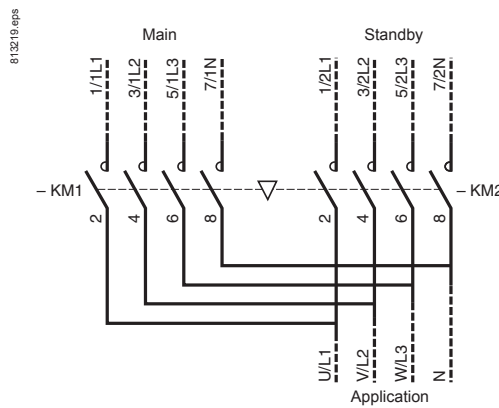 813219.eps
Main
Standby
1/1L1
3/1L2
5/1L3
7/1N
1/2L1
3/2L2
5/2L3
7/2N
– KM1
– KM2
2
4
6
8
2
4
6
8
U/L1
V/L2
W/L3
N
Application